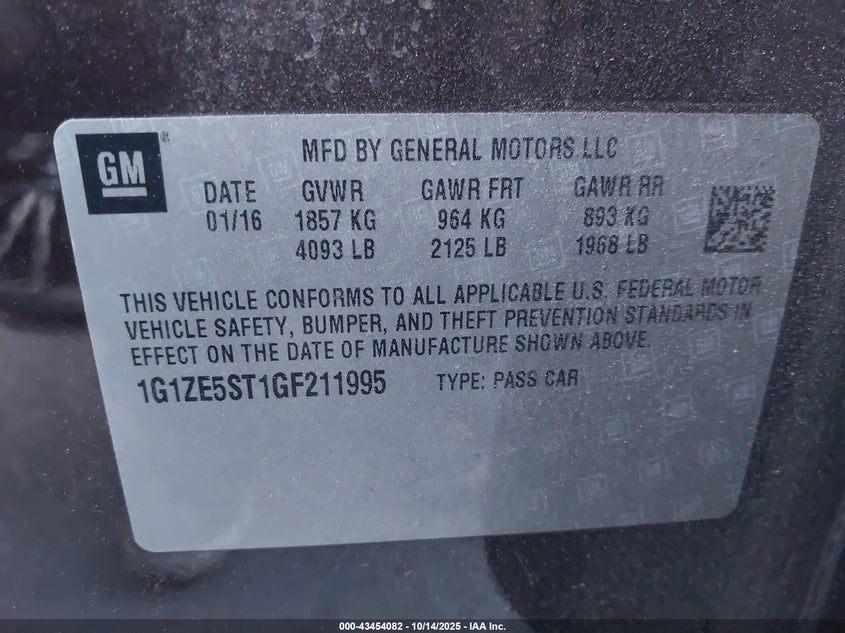 GM®
MFD BY GENERAL MOTORS LLC
DATE GVWR GAWR FRT GAWR RR
01/16 1857 KG 964 KG 893 KG
4093 LB 2125 LB 1968 LB
THIS VEHICLE CONFORMS TO ALL APPLICABLE U.S. FEDERAL MOTOR
VEHICLE SAFETY, BUMPER, AND THEFT PREVENTION STANDARDS IN
EFFECT ON THE DATE OF MANUFACTURE SHOWN ABOVE.
1G1ZE5ST1GF211995 TYPE: PASS CAR
000-43454082 - 10/14/2025 - IAA Inc.